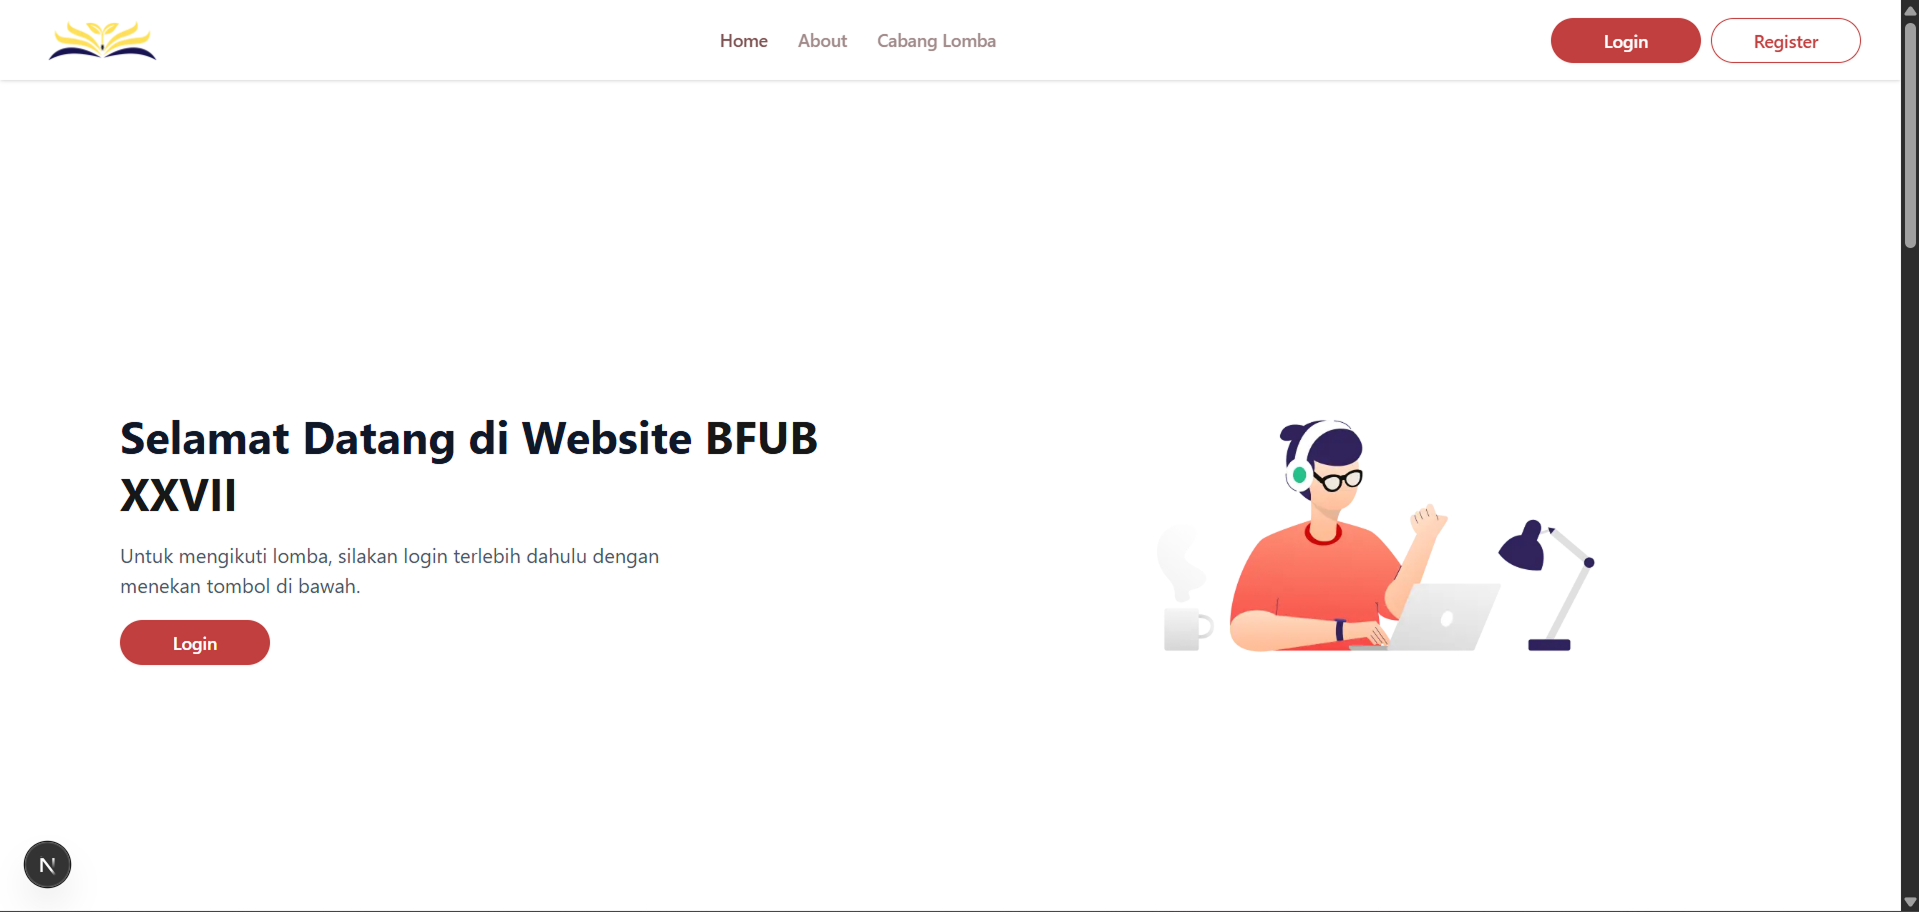 Home About Cabang Lomba Login Register
Selamat Datang di Website BFUB
XXVII
Untuk mengikuti lomba, silakan login terlebih dahulu dengan
menekan tombol di bawah.
Login
N